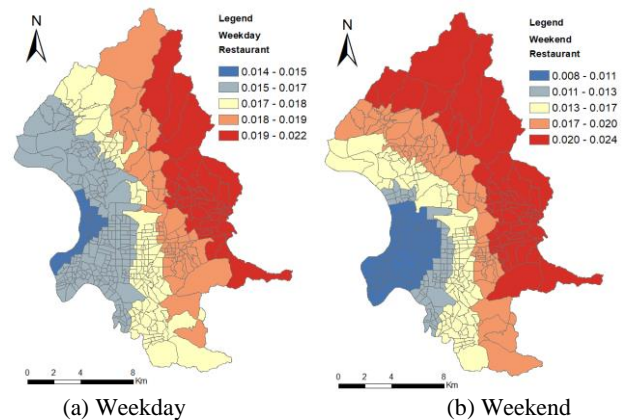 N
Legend
Weekday
Restaurant
0.014 - 0.015
0.015 - 0.017
0.017 - 0.018
0.018 - 0.019
0.019 - 0.022
0 2 4 8
Km
(a) Weekday
N
Legend
Weekend
Restaurant
0.008 - 0.011
0.011 - 0.013
0.013 - 0.017
0.017 - 0.020
0.020 - 0.024
0 2 4 8
Km
(b) Weekend